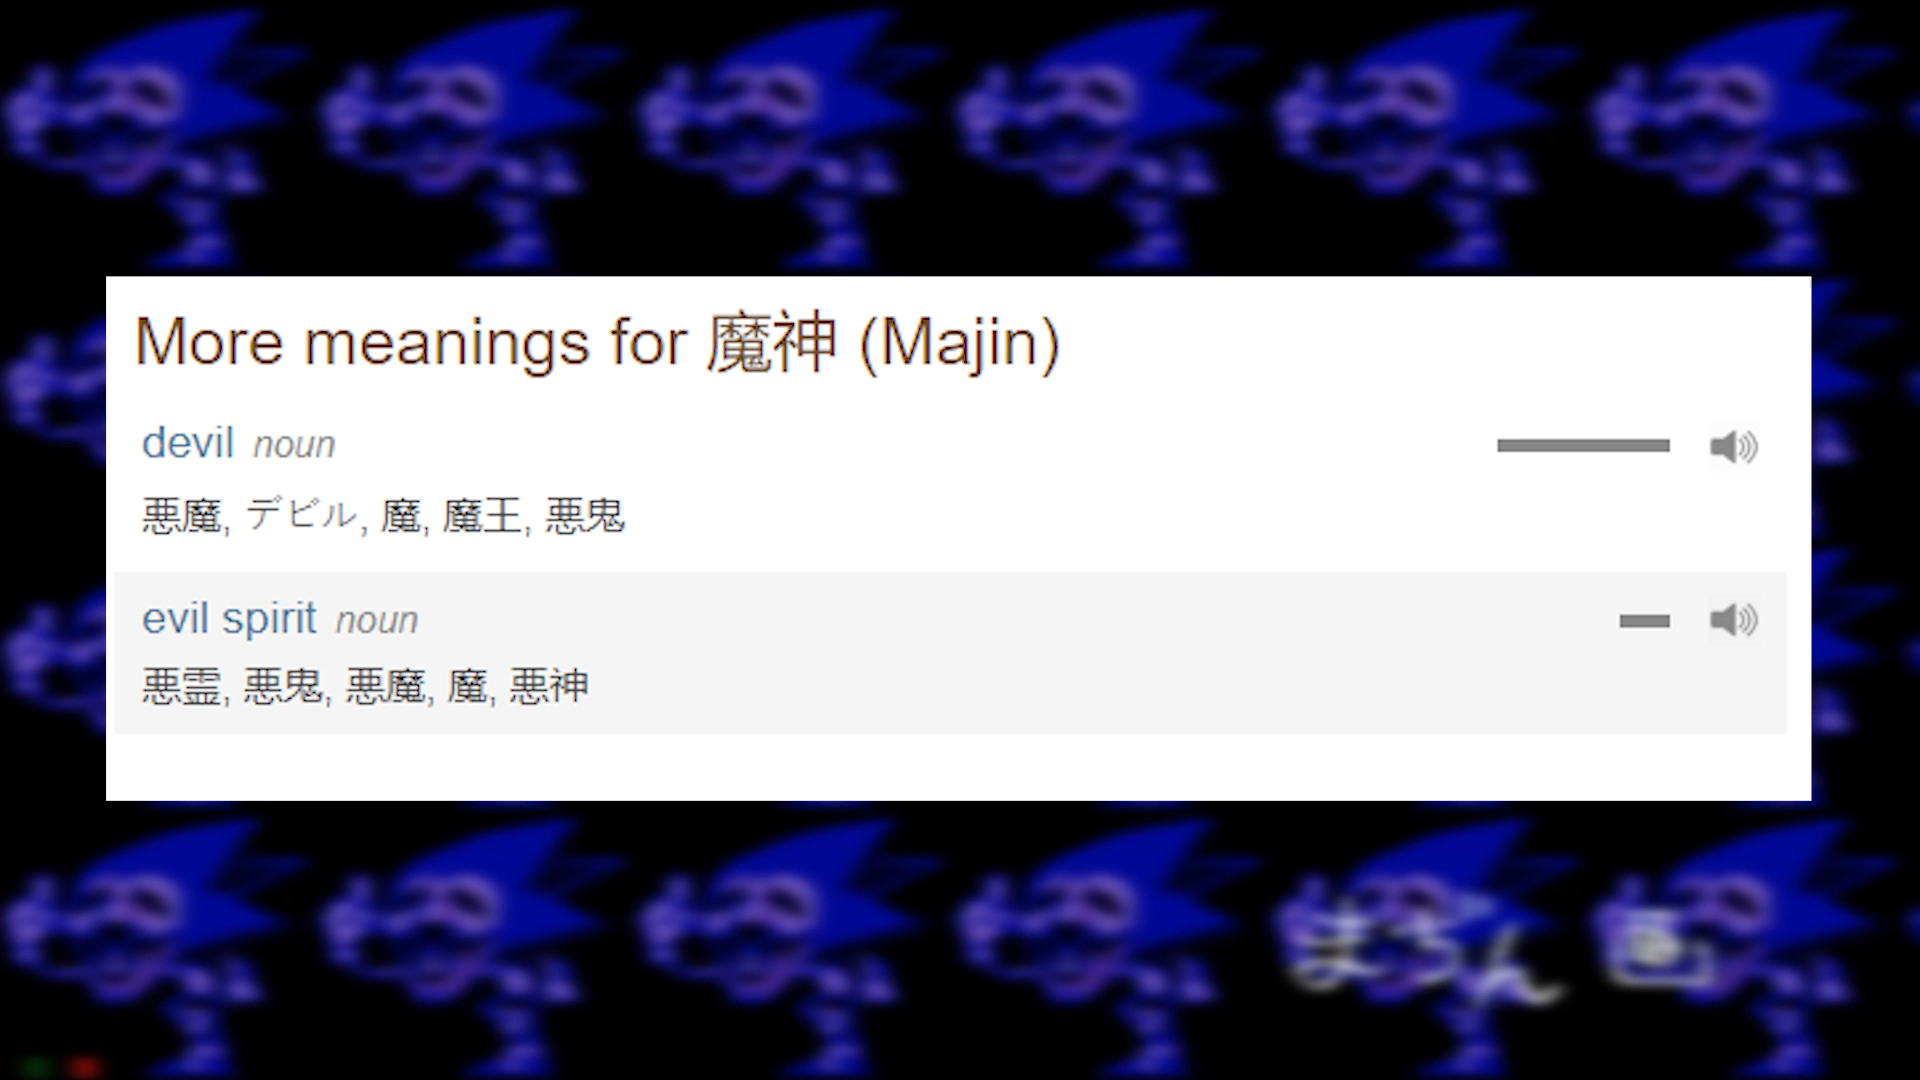 More meanings for 魔神 (Majin)
devil noun
悪魔, デビル, 魔, 魔王, 悪鬼
evil spirit noun
悪霊, 悪鬼, 悪魔, 魔, 悪神